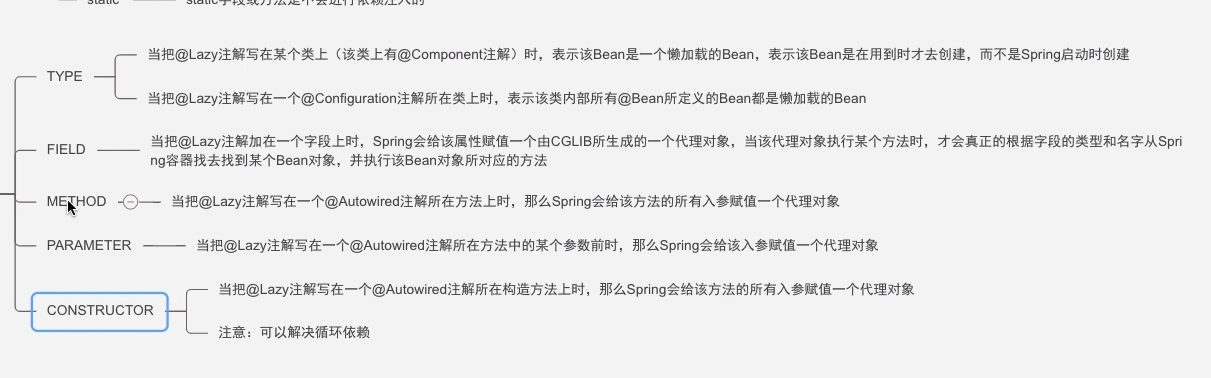 static static字段或方法是不会进行依赖注入的
TYPE
当把@Lazy注解写在某个类上（该类上有@Component注解）时，表示该Bean是一个懒加载的Bean，表示该Bean是在用到时才去创建，而不是Spring启动时创建
当把@Lazy注解写在一个@Configuration注解所在类上时，表示该类内部所有@Bean所定义的Bean都是懒加载的Bean
FIELD
当把@Lazy注解加在一个字段上时，Spring会给该属性赋值一个由CGLIB所生成的一个代理对象，当该代理对象执行某个方法时，才会真正的根据字段的类型和名字从Spri
ng容器找去找到某个Bean对象，并执行该Bean对象所对应的方法
METHOD
当把@Lazy注解写在一个@Autowired注解所在方法上时，那么Spring会给该方法的所有入参赋值一个代理对象
PARAMETER
当把@Lazy注解写在一个@Autowired注解所在方法中的某个参数前时，那么Spring会给该入参赋值一个代理对象
CONSTRUCTOR
当把@Lazy注解写在一个@Autowired注解所在构造方法上时，那么Spring会给该方法的所有入参赋值一个代理对象
注意：可以解决循环依赖